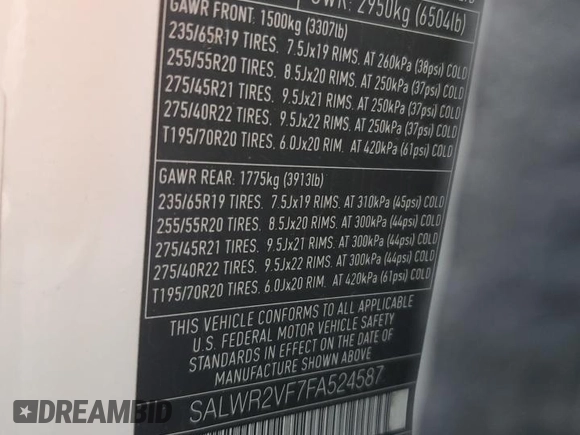 GVWR: 2950kg (6504lb)
GAWR FRONT: 1500kg (3307lb)
235/65R19 TIRES. 7.5Jx19 RIMS. AT 260kPa (38psi) COLD
255/55R20 TIRES. 8.5Jx20 RIMS. AT 250kPa (37psi) COLD
275/45R21 TIRES. 9.5Jx21 RIMS. AT 250kPa (37psi) COLD
275/40R22 TIRES. 9.5Jx22 RIMS. AT 250kPa (37psi) COLD
T195/70R20 TIRES. 6.0Jx20 RIM. AT 420kPa (61psi) COLD
GAWR REAR: 1775kg (3913lb)
235/65R19 TIRES. 7.5Jx19 RIMS. AT 310kPa (45psi) COLD
255/55R20 TIRES. 8.5Jx20 RIMS. AT 300kPa (44psi) COLD
275/45R21 TIRES. 9.5Jx21 RIMS. AT 300kPa (44psi) COLD
275/40R22 TIRES. 9.5Jx22 RIMS. AT 300kPa (44psi) COLD
T195/70R20 TIRES. 6.0Jx20 RIM. AT 420kPa (61psi) COLD
THIS VEHICLE CONFORMS TO ALL APPLICABLE
U.S. FEDERAL MOTOR VEHICLE SAFETY
STANDARDS IN EFFECT ON THE DATE OF
MANUFACTURE SHOWN ABOVE.
SALWR2VF7FA524587
DREAMBID